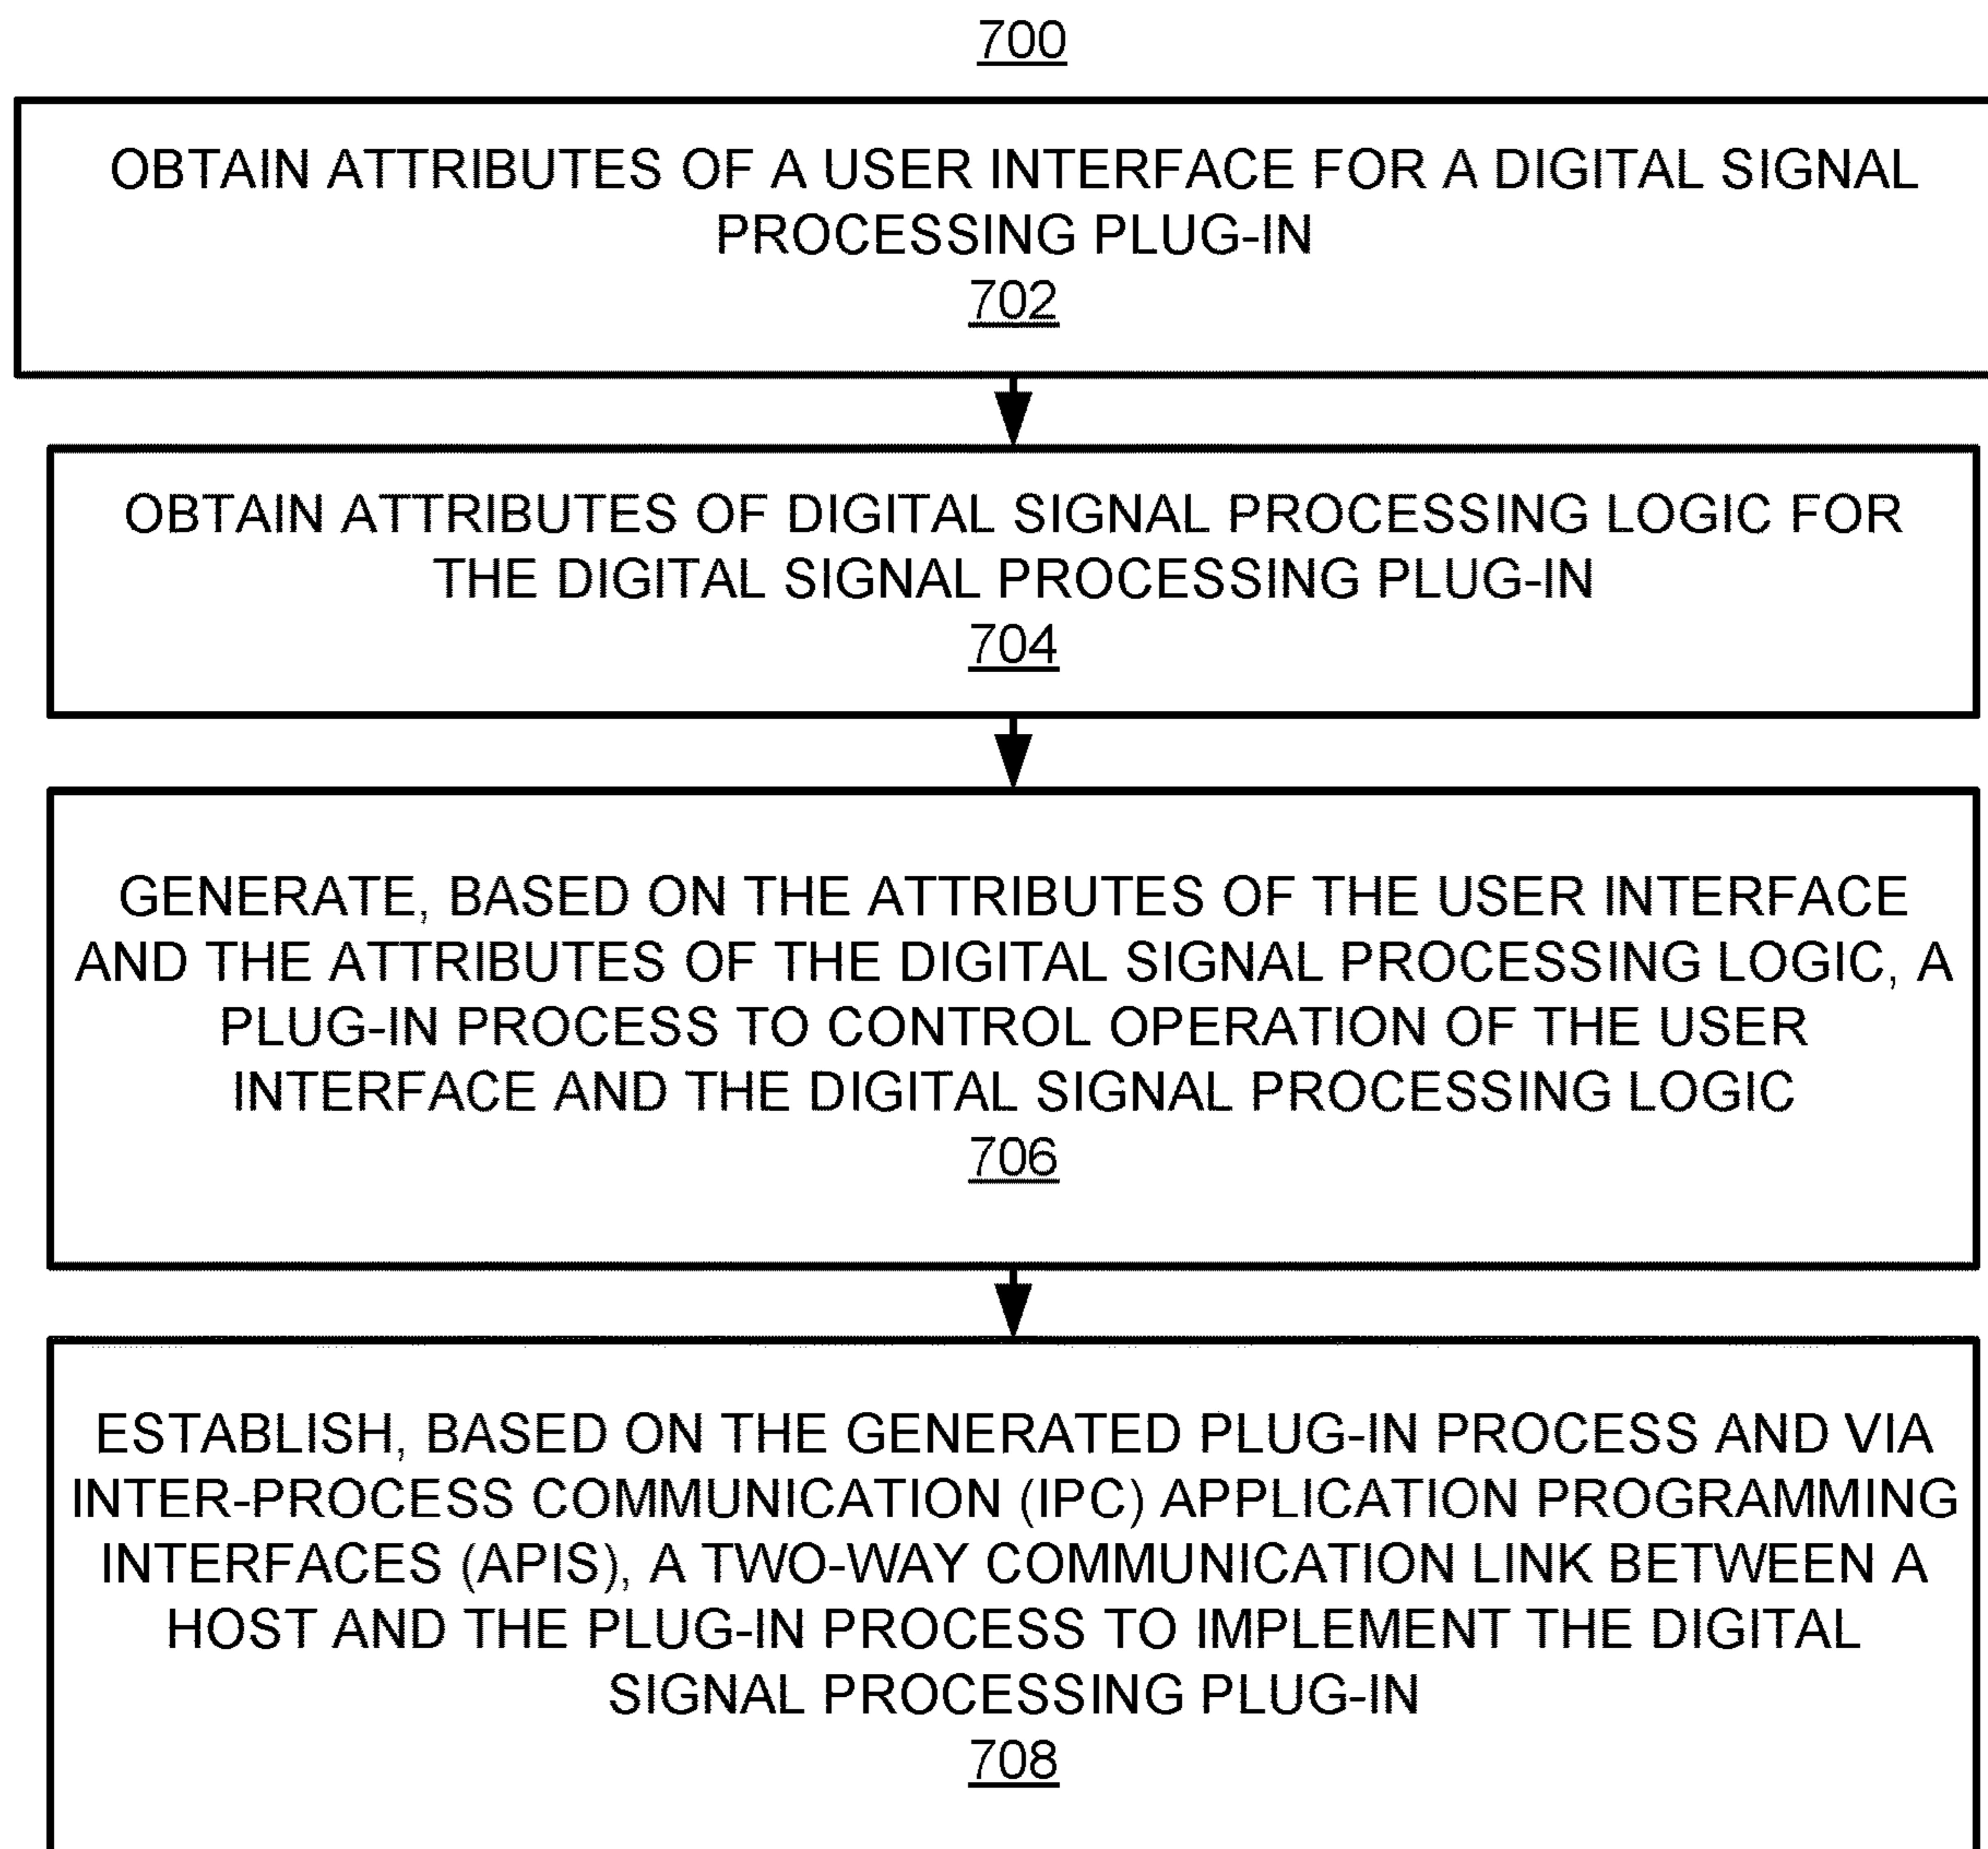 700
OBTAIN ATTRIBUTES OF A USER INTERFACE FOR A DIGITAL SIGNAL
PROCESSING PLUG-IN
702
OBTAIN ATTRIBUTES OF DIGITAL SIGNAL PROCESSING LOGIC FOR
THE DIGITAL SIGNAL PROCESSING PLUG-IN
704
GENERATE, BASED ON THE ATTRIBUTES OF THE USER INTERFACE
AND THE ATTRIBUTES OF THE DIGITAL SIGNAL PROCESSING LOGIC, A
PLUG-IN PROCESS TO CONTROL OPERATION OF THE USER
INTERFACE AND THE DIGITAL SIGNAL PROCESSING LOGIC
706
ESTABLISH, BASED ON THE GENERATED PLUG-IN PROCESS AND VIA
INTER-PROCESS COMMUNICATION (IPC) APPLICATION PROGRAMMING
INTERFACES (APIS), A TWO-WAY COMMUNICATION LINK BETWEEN A
HOST AND THE PLUG-IN PROCESS TO IMPLEMENT THE DIGITAL
SIGNAL PROCESSING PLUG-IN
708